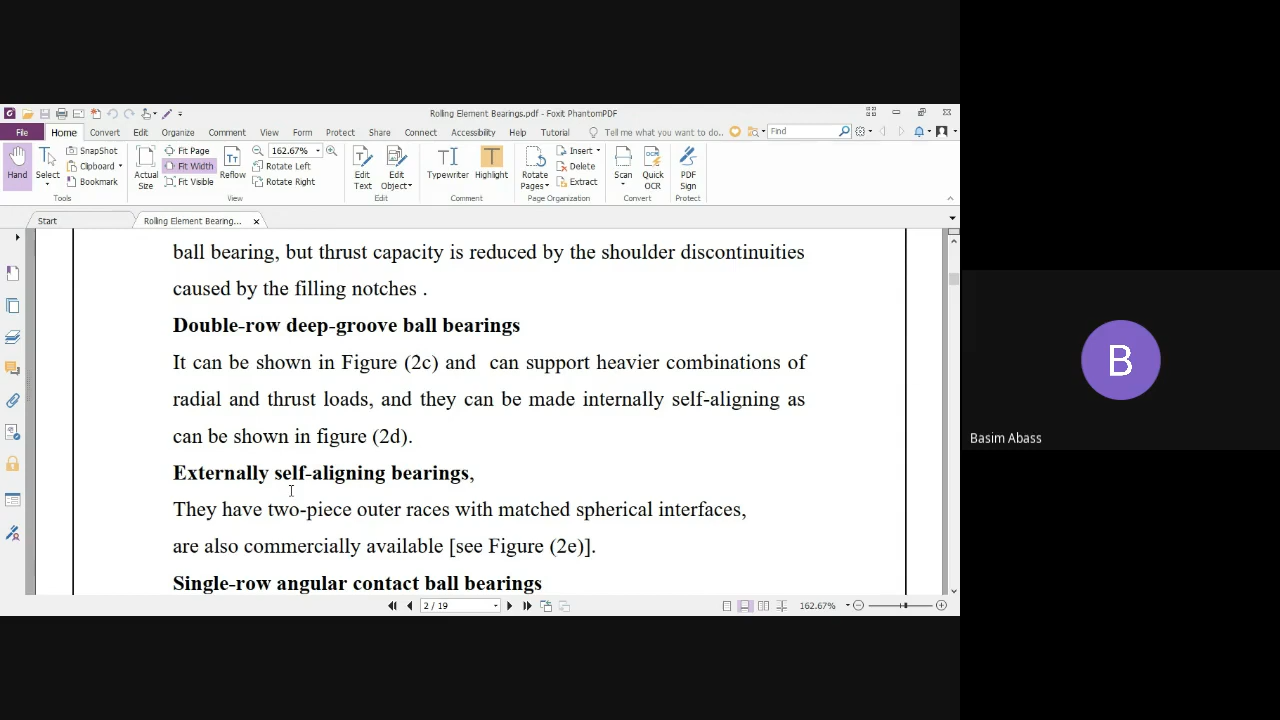 Rolling Element Bearings.pdf - Foxit PhantomPDF
File Home Convert Edit Organize Comment View Form Protect Share Connect Accessibility Help Tutorial Tell me what you want to do.. Find
Hand Select SnapShot Clipboard Bookmark Actual Size Fit Page Fit Width Fit Visible Reflow 162.67% Rotate Left Rotate Right Edit Text Edit Object Typewriter Highlight Rotate Pages Insert Delete Extract Scan Quick OCR PDF Sign
Tools View Edit Comment Page Organization Convert Protect
Start Rolling Element Bearing...
ball bearing, but thrust capacity is reduced by the shoulder discontinuities
caused by the filling notches .
Double-row deep-groove ball bearings
It can be shown in Figure (2c) and can support heavier combinations of
radial and thrust loads, and they can be made internally self-aligning as
can be shown in figure (2d).
Externally self-aligning bearings,
They have two-piece outer races with matched spherical interfaces,
are also commercially available [see Figure (2e)].
Single-row angular contact ball bearings
2 / 19 162.67%
B
Basim Abass